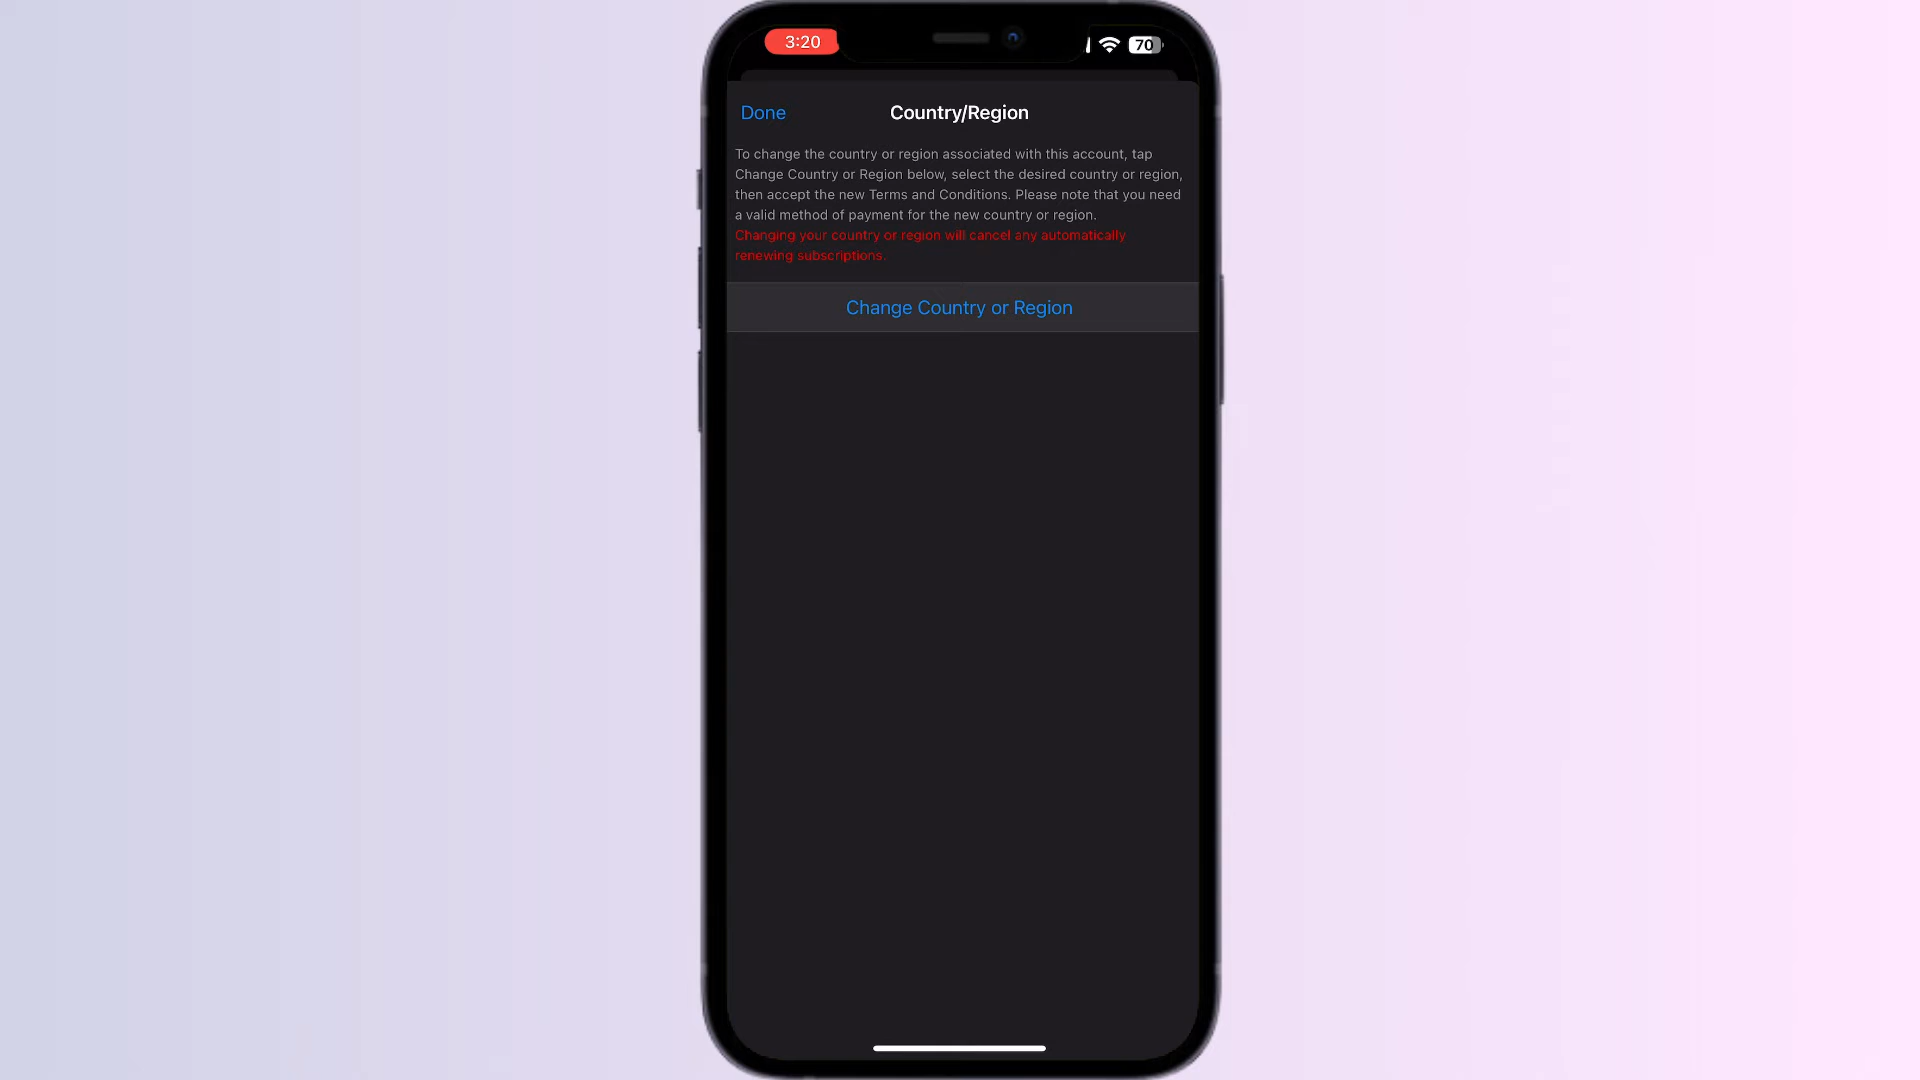 3:20
70
Done
Country/Region
To change the country or region associated with this account, tap
Change Country or Region below, select the desired country or region,
then accept the new Terms and Conditions. Please note that you need
a valid method of payment for the new country or region.
Changing your country or region will cancel any automatically
renewing subscriptions.
Change Country or Region